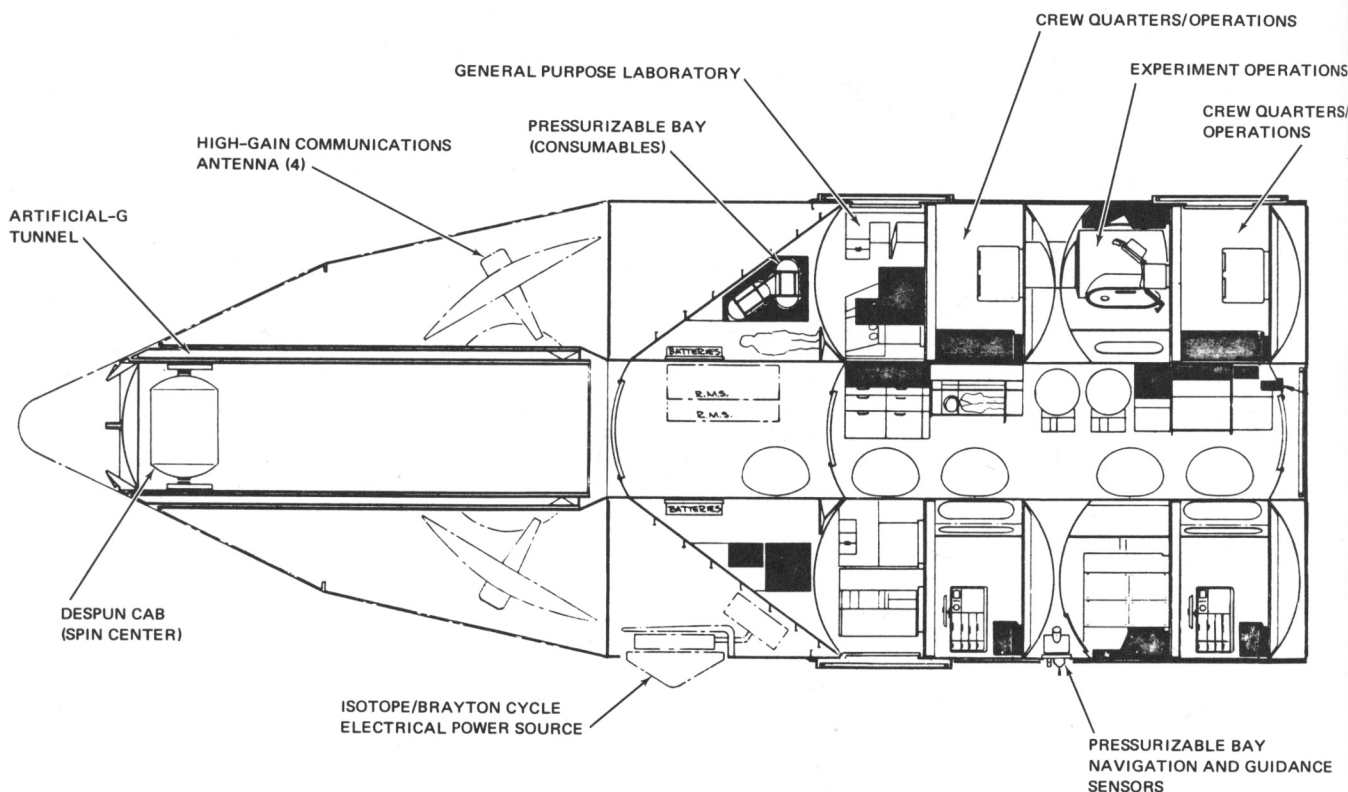 CREW QUARTERS/OPERATIONS
GENERAL PURPOSE LABORATORY
EXPERIMENT OPERATIONS
PRESSURIZABLE BAY
(CONSUMABLES)
CREW QUARTERS/
OPERATIONS
HIGH-GAIN COMMUNICATIONS
ANTENNA (4)
ARTIFICIAL-G
TUNNEL
BATTERIES
R.M.S.
R.M.S.
BATTERIES
DESPUN CAB
(SPIN CENTER)
ISOTOPE/BRAYTON CYCLE
ELECTRICAL POWER SOURCE
PRESSURIZABLE BAY
NAVIGATION AND GUIDANCE
SENSORS